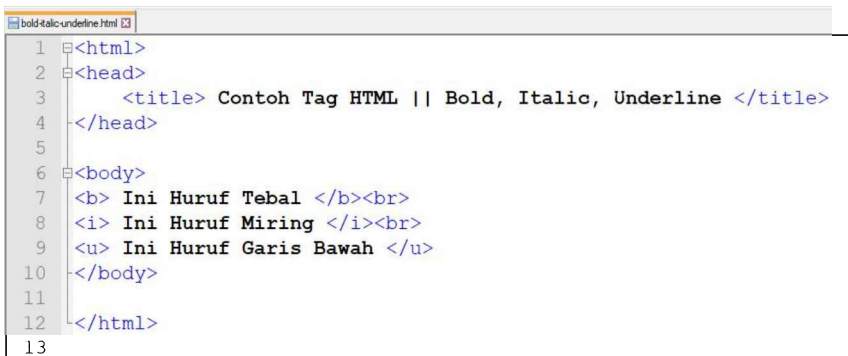 bold-italic-underline.html
1 <html>
2 <head>
3 <title> Contoh Tag HTML || Bold, Italic, Underline </title>
4 </head>
5
6 <body>
7 <b> Ini Huruf Tebal </b><br>
8 <i> Ini Huruf Miring </i><br>
9 <u> Ini Huruf Garis Bawah </u>
10 </body>
11
12 </html>
13